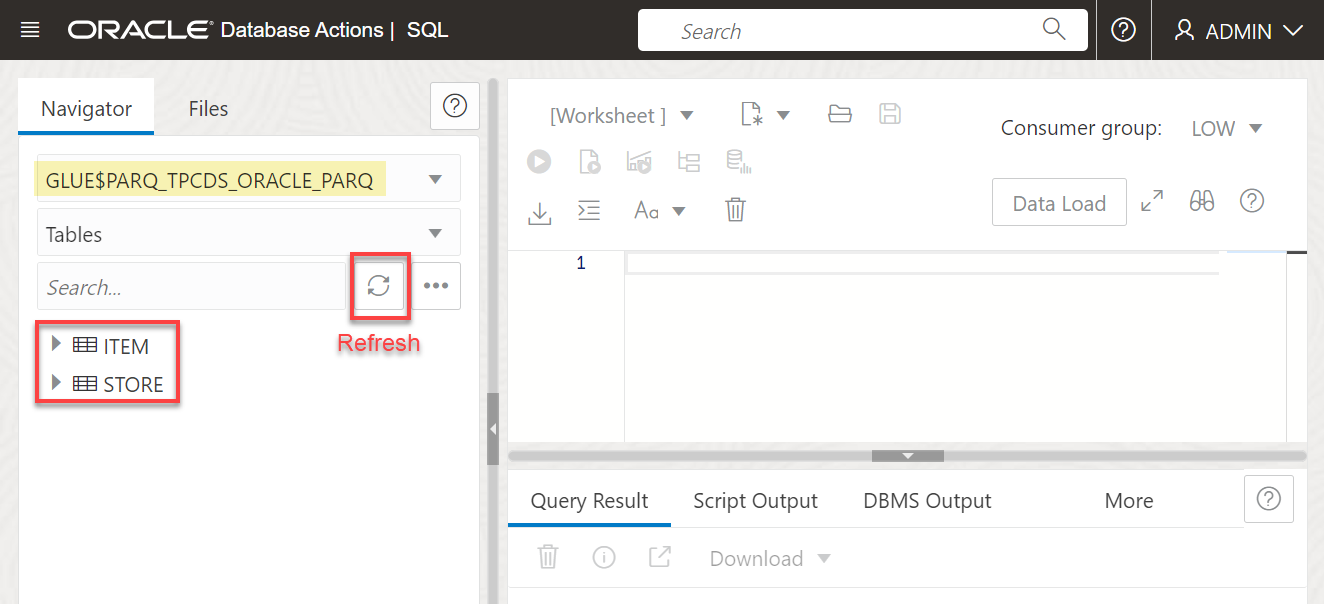 ORACLE Database Actions | SQL
Search
ADMIN
Navigator
Files
GLUE$PARQ_TPCDS_ORACLE_PARQ
Tables
Search...
Refresh
ITEM
STORE
[Worksheet ]
Consumer group: LOW
Aa
Data Load
1
Query Result
Script Output
DBMS Output
More
Download